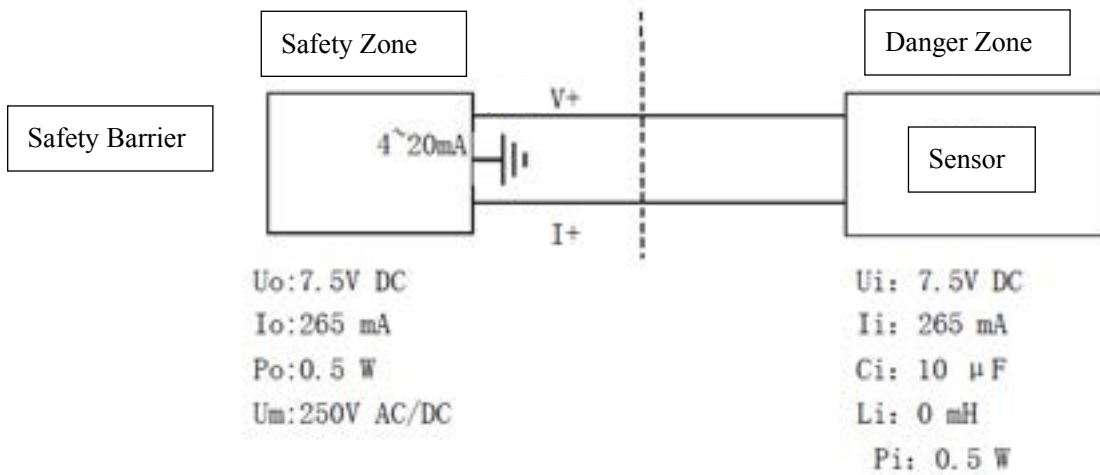 Safety Zone
Danger Zone
Safety Barrier
V+
4~20mA
Sensor
I+
Uo:7.5V DC
Io:265 mA
Po:0.5 W
Um:250V AC/DC
Ui: 7.5V DC
Ii: 265 mA
Ci: 10 μF
Li: 0 mH
Pi: 0.5 W